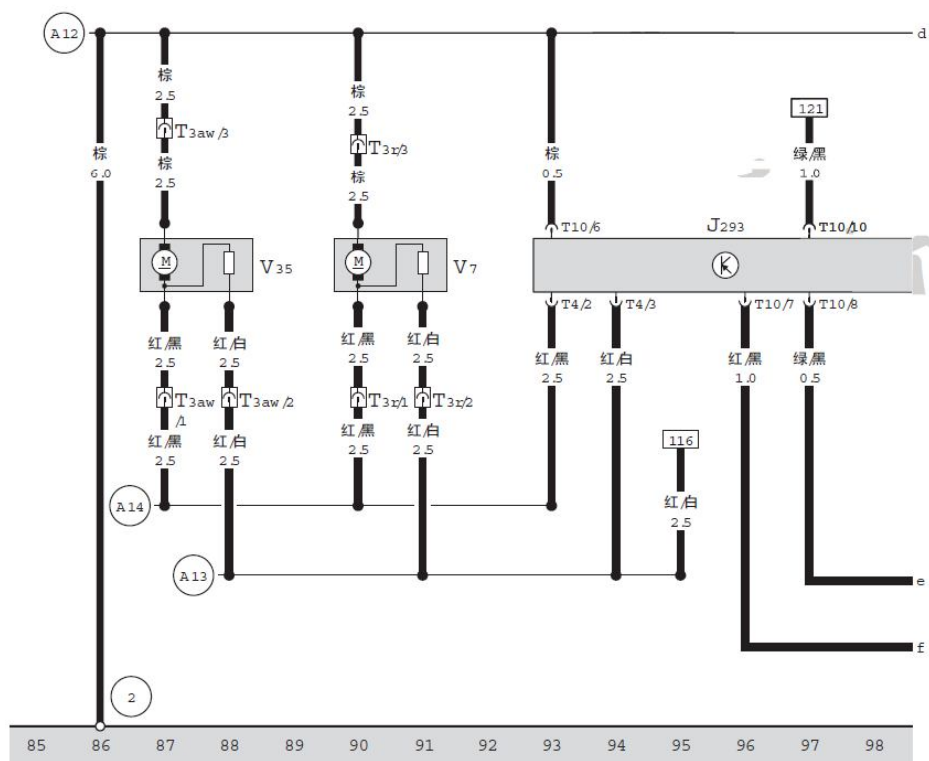 A12
d
棕
2.5
T3aw/3
棕
2.5
棕
2.5
T3r/3
棕
2.5
棕
6.0
棕
0.5
121
绿/黑
1.0
T10/6
J293
T10/10
M
V35
M
V7
T4/2
T4/3
T10/7
T10/8
红/黑
2.5
红/白
2.5
红/黑
2.5
红/白
2.5
红/黑
2.5
红/白
2.5
红/黑
1.0
绿/黑
0.5
T3aw
/1
T3aw/2
T3r/1
T3r/2
红/黑
2.5
红/白
2.5
红/黑
2.5
红/白
2.5
116
红/白
2.5
A14
A13
e
f
2
85 86 87 88 89 90 91 92 93 94 95 96 97 98